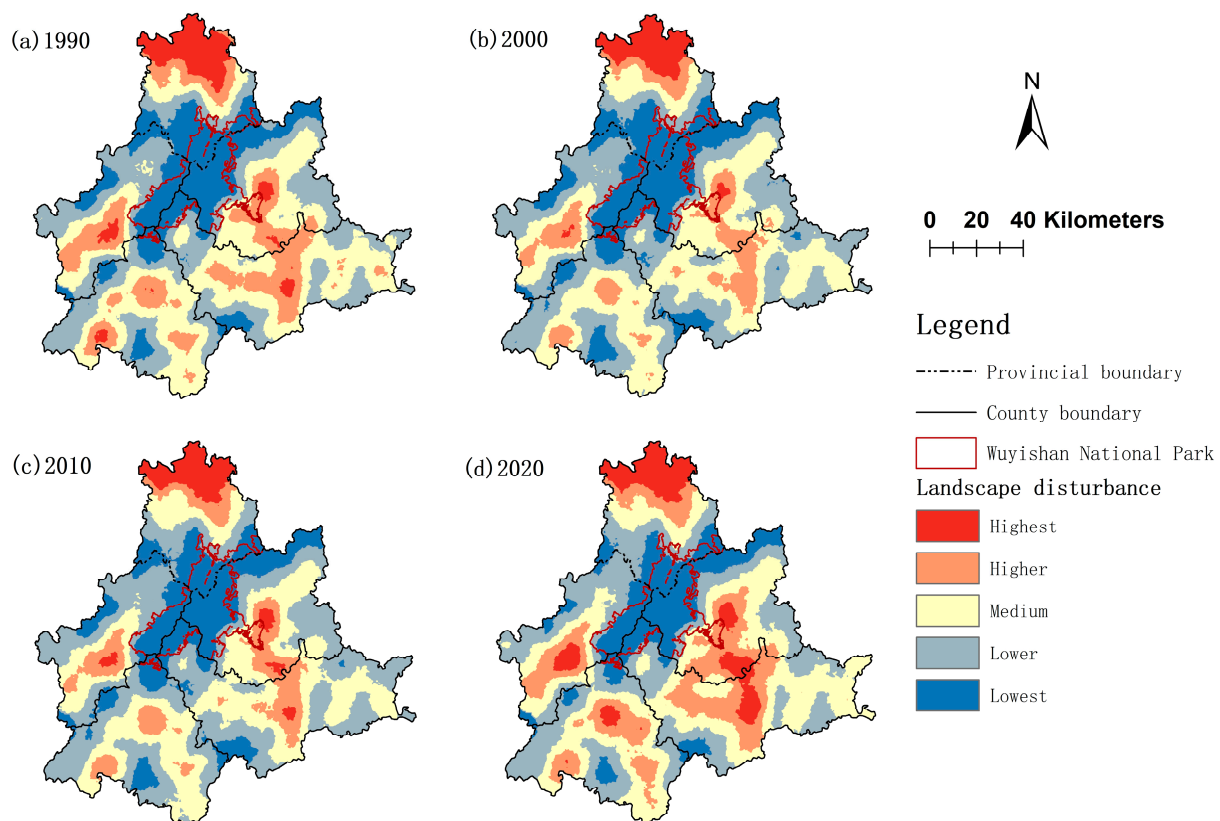 (a)1990
(b)2000
N
0 20 40 Kilometers
Legend
Provincial boundary
County boundary
Wuyishan National Park
Landscape disturbance
Highest
Higher
Medium
Lower
Lowest
(c)2010
(d)2020